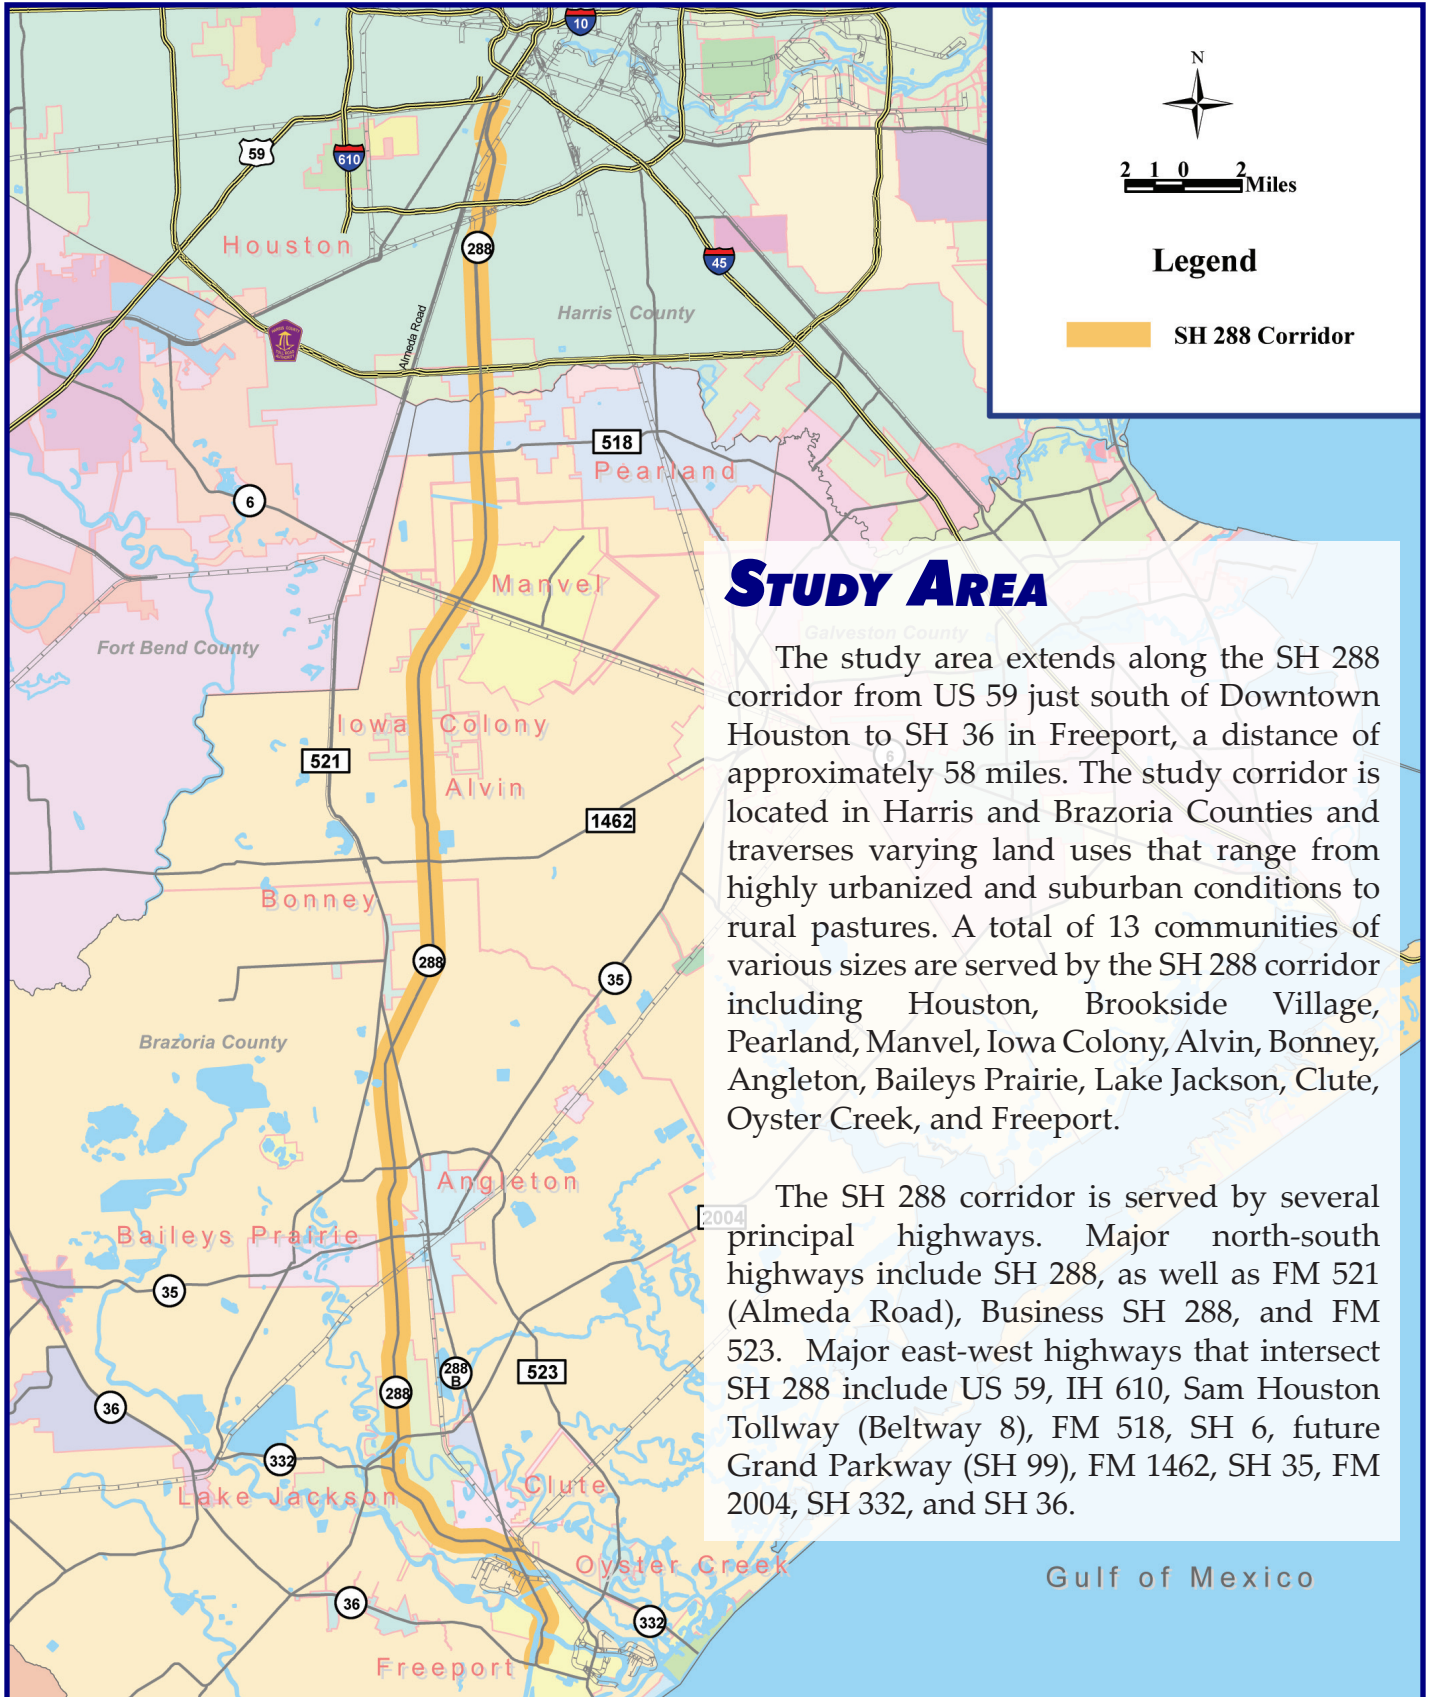 10
N
59
610
2 1 0 2
Miles
Houston
288
45
Legend
Harris County
Almeda Road
HARRIS COUNTY
TOLL ROAD
AUTHORITY
SH 288 Corridor
518
Pearland
6
Manvel
STUDY AREA
Galveston County
Fort Bend County
The study area extends along the SH 288
corridor from US 59 just south of Downtown
Houston to SH 36 in Freeport, a distance of
approximately 58 miles. The study corridor is
located in Harris and Brazoria Counties and
traverses varying land uses that range from
highly urbanized and suburban conditions to
rural pastures. A total of 13 communities of
various sizes are served by the SH 288 corridor
including Houston, Brookside Village,
Pearland, Manvel, Iowa Colony, Alvin, Bonney,
Angleton, Baileys Prairie, Lake Jackson, Clute,
Oyster Creek, and Freeport.
The SH 288 corridor is served by several
principal highways. Major north-south
highways include SH 288, as well as FM 521
(Almeda Road), Business SH 288, and FM
523. Major east-west highways that intersect
SH 288 include US 59, IH 610, Sam Houston
Tollway (Beltway 8), FM 518, SH 6, future
Grand Parkway (SH 99), FM 1462, SH 35, FM
2004, SH 332, and SH 36.
Iowa Colony
6
521
Alvin
1462
Bonney
288
35
Brazoria County
Angleton
2004
Baileys Prairie
35
288
B
523
288
36
332
Clute
Lake Jackson
Oyster Creek
Gulf of Mexico
36
332
Freeport